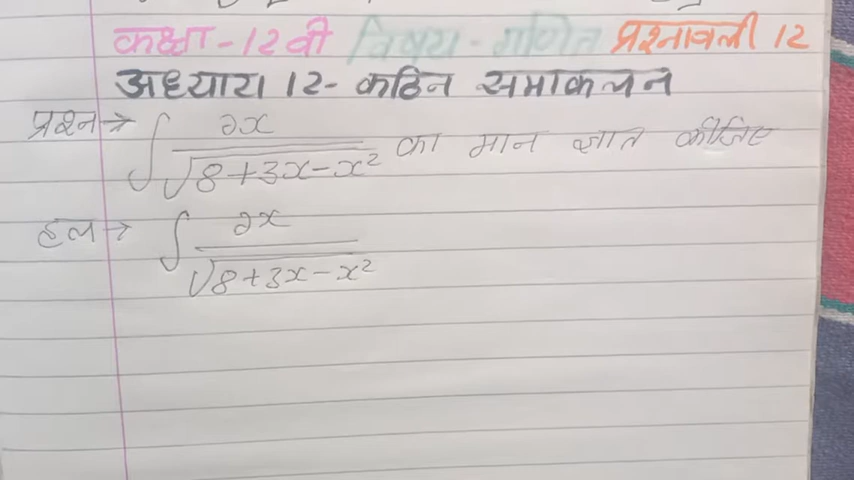 कक्षा - 12 वी विषय - गणित प्रश्नावली 12
अध्याय 12 - कठिन समाकलन
प्रश्न → ∫ ∂x / √8+3x-x² का मान ज्ञात कीजिए
हल → ∫ ∂x / √8+3x-x²